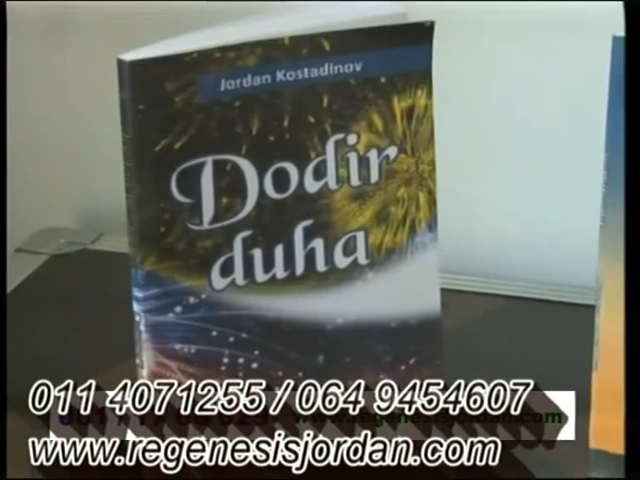 Jordan Kostadinov
Dodir
duha
011 4071255 / 064 9454607
www.regenesisjordan.com